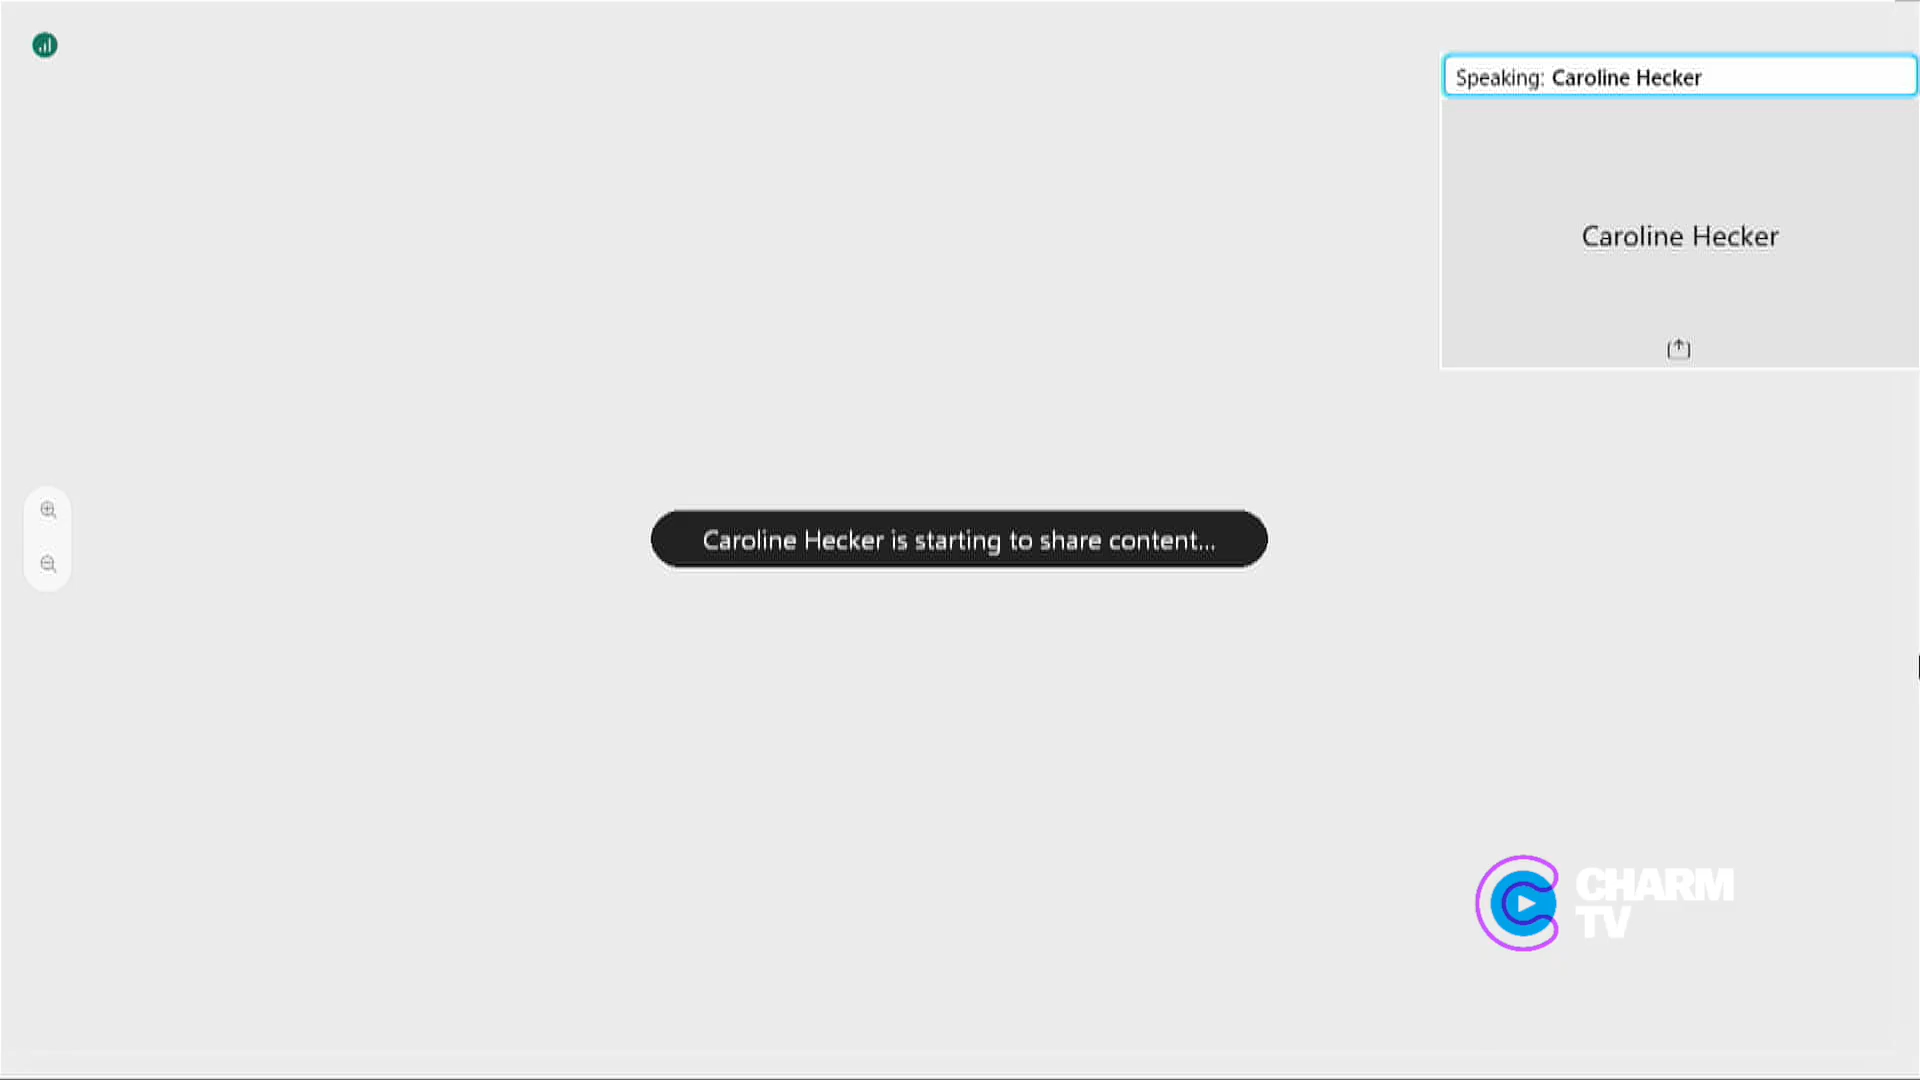 Speaking: Caroline Hecker
Caroline Hecker
Caroline Hecker is starting to share content...
CHARM
TV